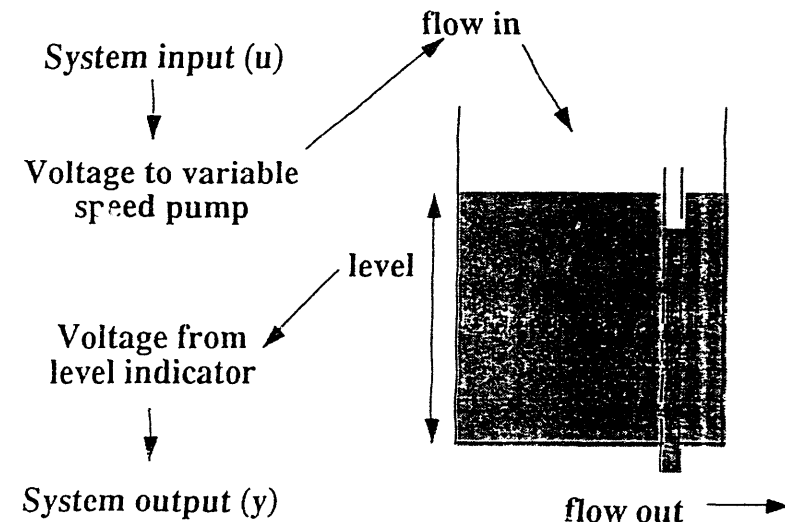 flow in
System input (u)
Voltage to variable
speed pump
level
Voltage from
level indicator
System output (y)
flow out